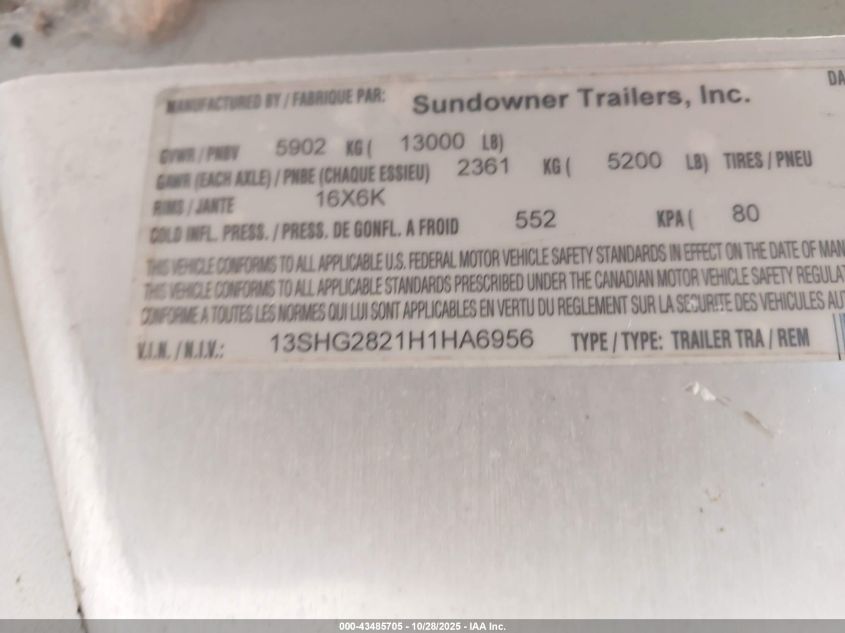 MANUFACTURED BY / FABRIQUE PAR: Sundowner Trailers, Inc. DA
GVWR / PNBV 5902 KG ( 13000 LB)
GAWR (EACH AXLE) / PNBE (CHAQUE ESSIEU) 2361 KG ( 5200 LB) TIRES / PNEU
RIMS / JANTE 16X6K
COLD INFL. PRESS. / PRESS. DE GONFL. A FROID 552 KPA ( 80
THIS VEHICLE CONFORMS TO ALL APPLICABLE U.S. FEDERAL MOTOR VEHICLE SAFETY STANDARDS IN EFFECT ON THE DATE OF MAN
THIS VEHICLE CONFORMS TO ALL APPLICABLE STANDARDS PRESCRIBED UNDER THE CANADIAN MOTOR VEHICLE SAFETY REGULAT
CONFORME A TOUTES LES NORMES QUI LUI SONT APPLICABLES EN VERTU DU REGLEMENT SUR LA SECURITE DES VEHICULES AU
V.I.N. / N.I.V.: 13SHG2821H1HA6956 TYPE / TYPE: TRAILER TRA / REM
000-43485705 - 10/28/2025 - IAA Inc.